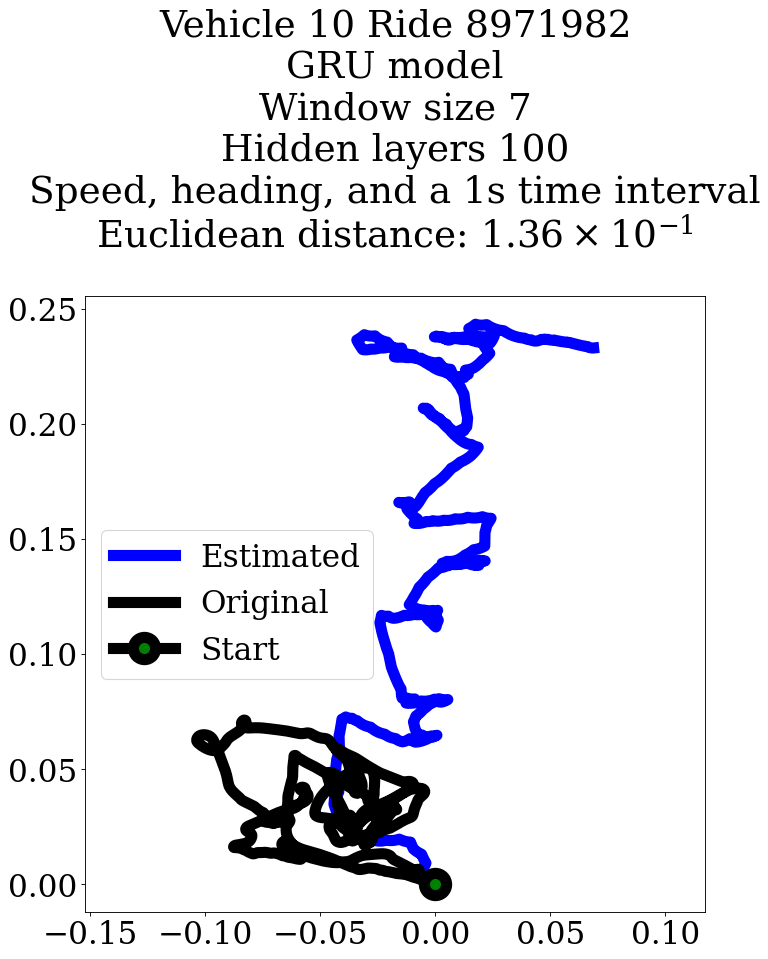 Vehicle 10 Ride 8971982
GRU model
Window size 7
Hidden layers 100
Speed, heading, and a 1s time interval
Euclidean distance: 1.36 × 10⁻¹
0.25
0.20
0.15
0.10
0.05
0.00
Estimated
Original
Start
−0.15 −0.10 −0.05 0.00 0.05 0.10